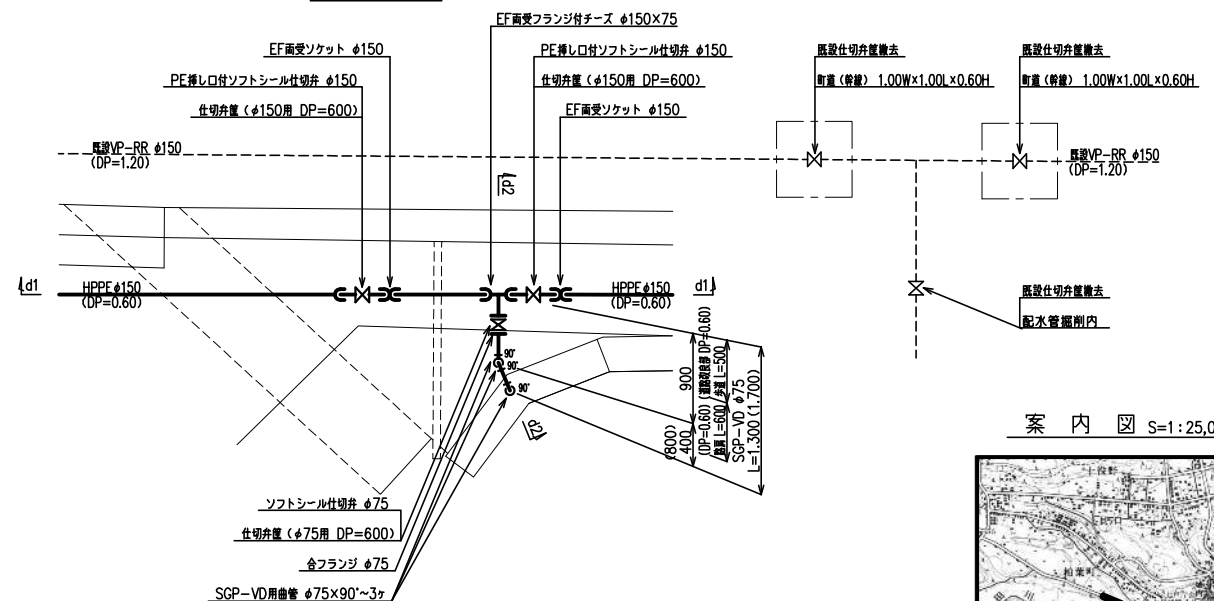 EF両受フランジ付チーズ φ150×75
EF両受ソケット φ150
PE挿し口付ソフトシール仕切弁 φ150
既設仕切弁筐撤去
既設仕切弁筐撤去
PE挿し口付ソフトシール仕切弁 φ150
仕切弁筐(φ150用 DP=600)
町道(幹線) 1.00W×1.00L×0.60H
町道(幹線) 1.00W×1.00L×0.60H
仕切弁筐(φ150用 DP=600)
EF両受ソケット φ150
既設VP-RR φ150
(DP=1.20)
既設VP-RR φ150
(DP=1.20)
d2
d1
HPPEφ150
(DP=0.60)
HPPEφ150
(DP=0.60)
d1
既設仕切弁筐撤去
配水管掘削内
90°
90°
90°
d2
900
(800)
400
(DP=0.60) (道路改良部 DP=0.60)
路肩 L=600/歩道 L=500
SGP-VD φ75
L=1.300(1.700)
案内図 S=1:25,0
ソフトシール仕切弁 φ75
仕切弁筐(φ75用 DP=600)
合フランジ φ75
SGP-VD用曲管 φ75×90°~3ヶ
柏葉町